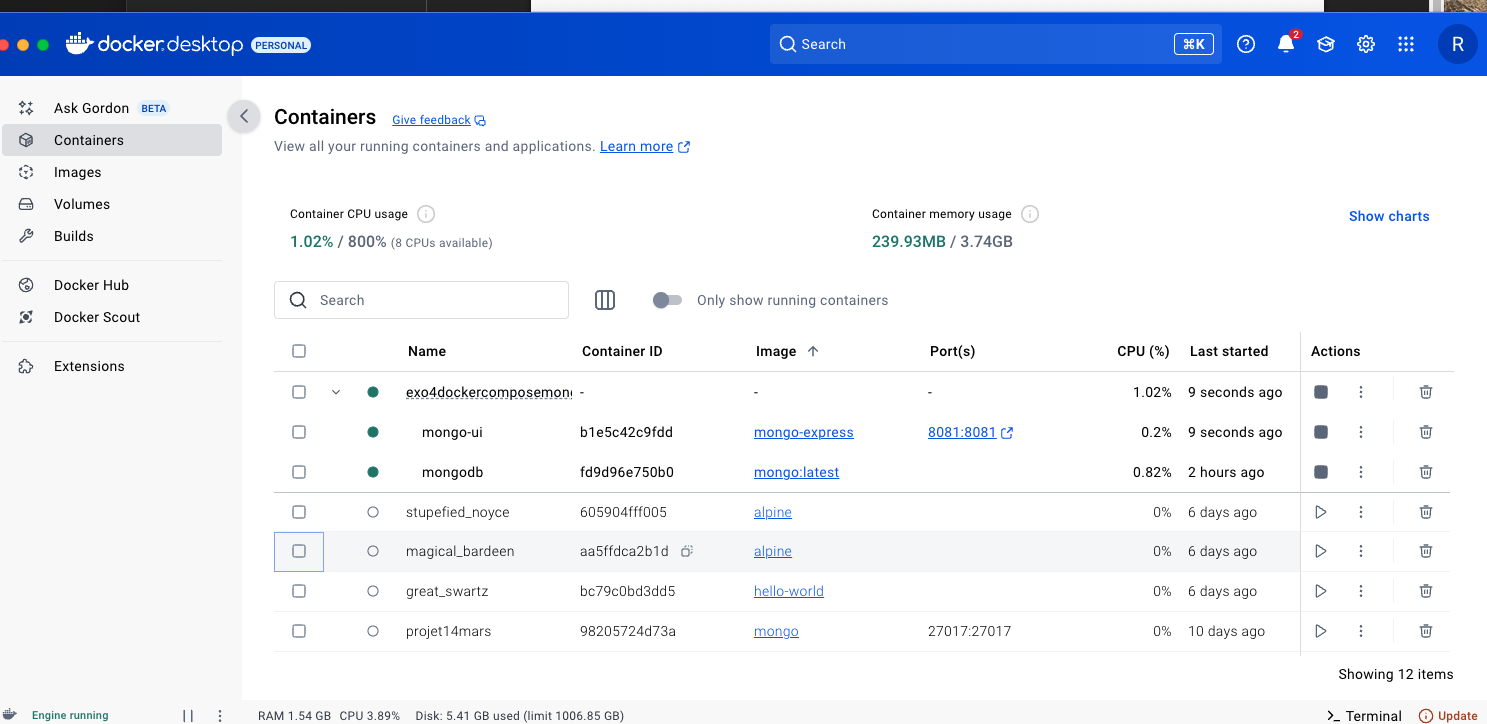 docker.desktop PERSONAL
Search ⌘K
2
R
Ask Gordon BETA
Containers
Images
Volumes
Builds
Docker Hub
Docker Scout
Extensions
Containers Give feedback
View all your running containers and applications. Learn more
Container CPU usage
1.02% / 800% (8 CPUs available)
Container memory usage
239.93MB / 3.74GB
Show charts
Search
Only show running containers
Name Container ID Image Port(s) CPU (%) Last started Actions
exo4dockercomposemon - - - 1.02% 9 seconds ago
mongo-ui b1e5c42c9fdd mongo-express 8081:8081 0.2% 9 seconds ago
mongodb fd9d96e750b0 mongo:latest 0.82% 2 hours ago
stupefied_noyce 605904fff005 alpine 0% 6 days ago
magical_bardeen aa5ffdca2b1d alpine 0% 6 days ago
great_swartz bc79c0bd3dd5 hello-world 0% 6 days ago
projet14mars 98205724d73a mongo 27017:27017 0% 10 days ago
Showing 12 items
Engine running
RAM 1.54 GB CPU 3.89% Disk: 5.41 GB used (limit 1006.85 GB)
>_ Terminal
Update